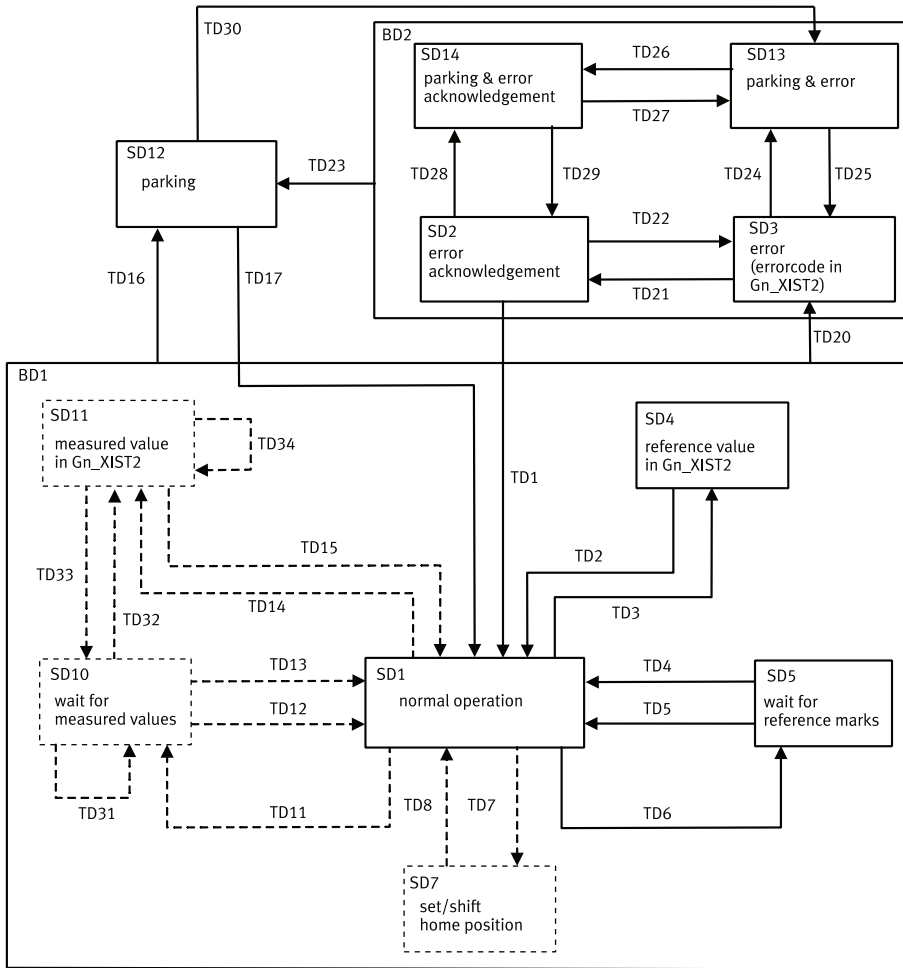 TD30
BD2
SD14
parking & error
acknowledgement
TD26
SD13
parking & error
TD27
SD12
parking
TD23
TD28
TD29
TD24
TD25
SD2
error
acknowledgement
TD22
SD3
error
(errorcode in
Gn_XIST2)
TD21
TD16
TD17
TD20
BD1
SD11
measured value
in Gn_XIST2
TD34
TD1
SD4
reference value
in Gn_XIST2
TD15
TD2
TD33
TD14
TD3
TD32
SD10
wait for
measured values
TD13
TD12
SD1
normal operation
TD4
TD5
SD5
wait for
reference marks
TD31
TD11
TD8
TD7
TD6
SD7
set/shift
home position